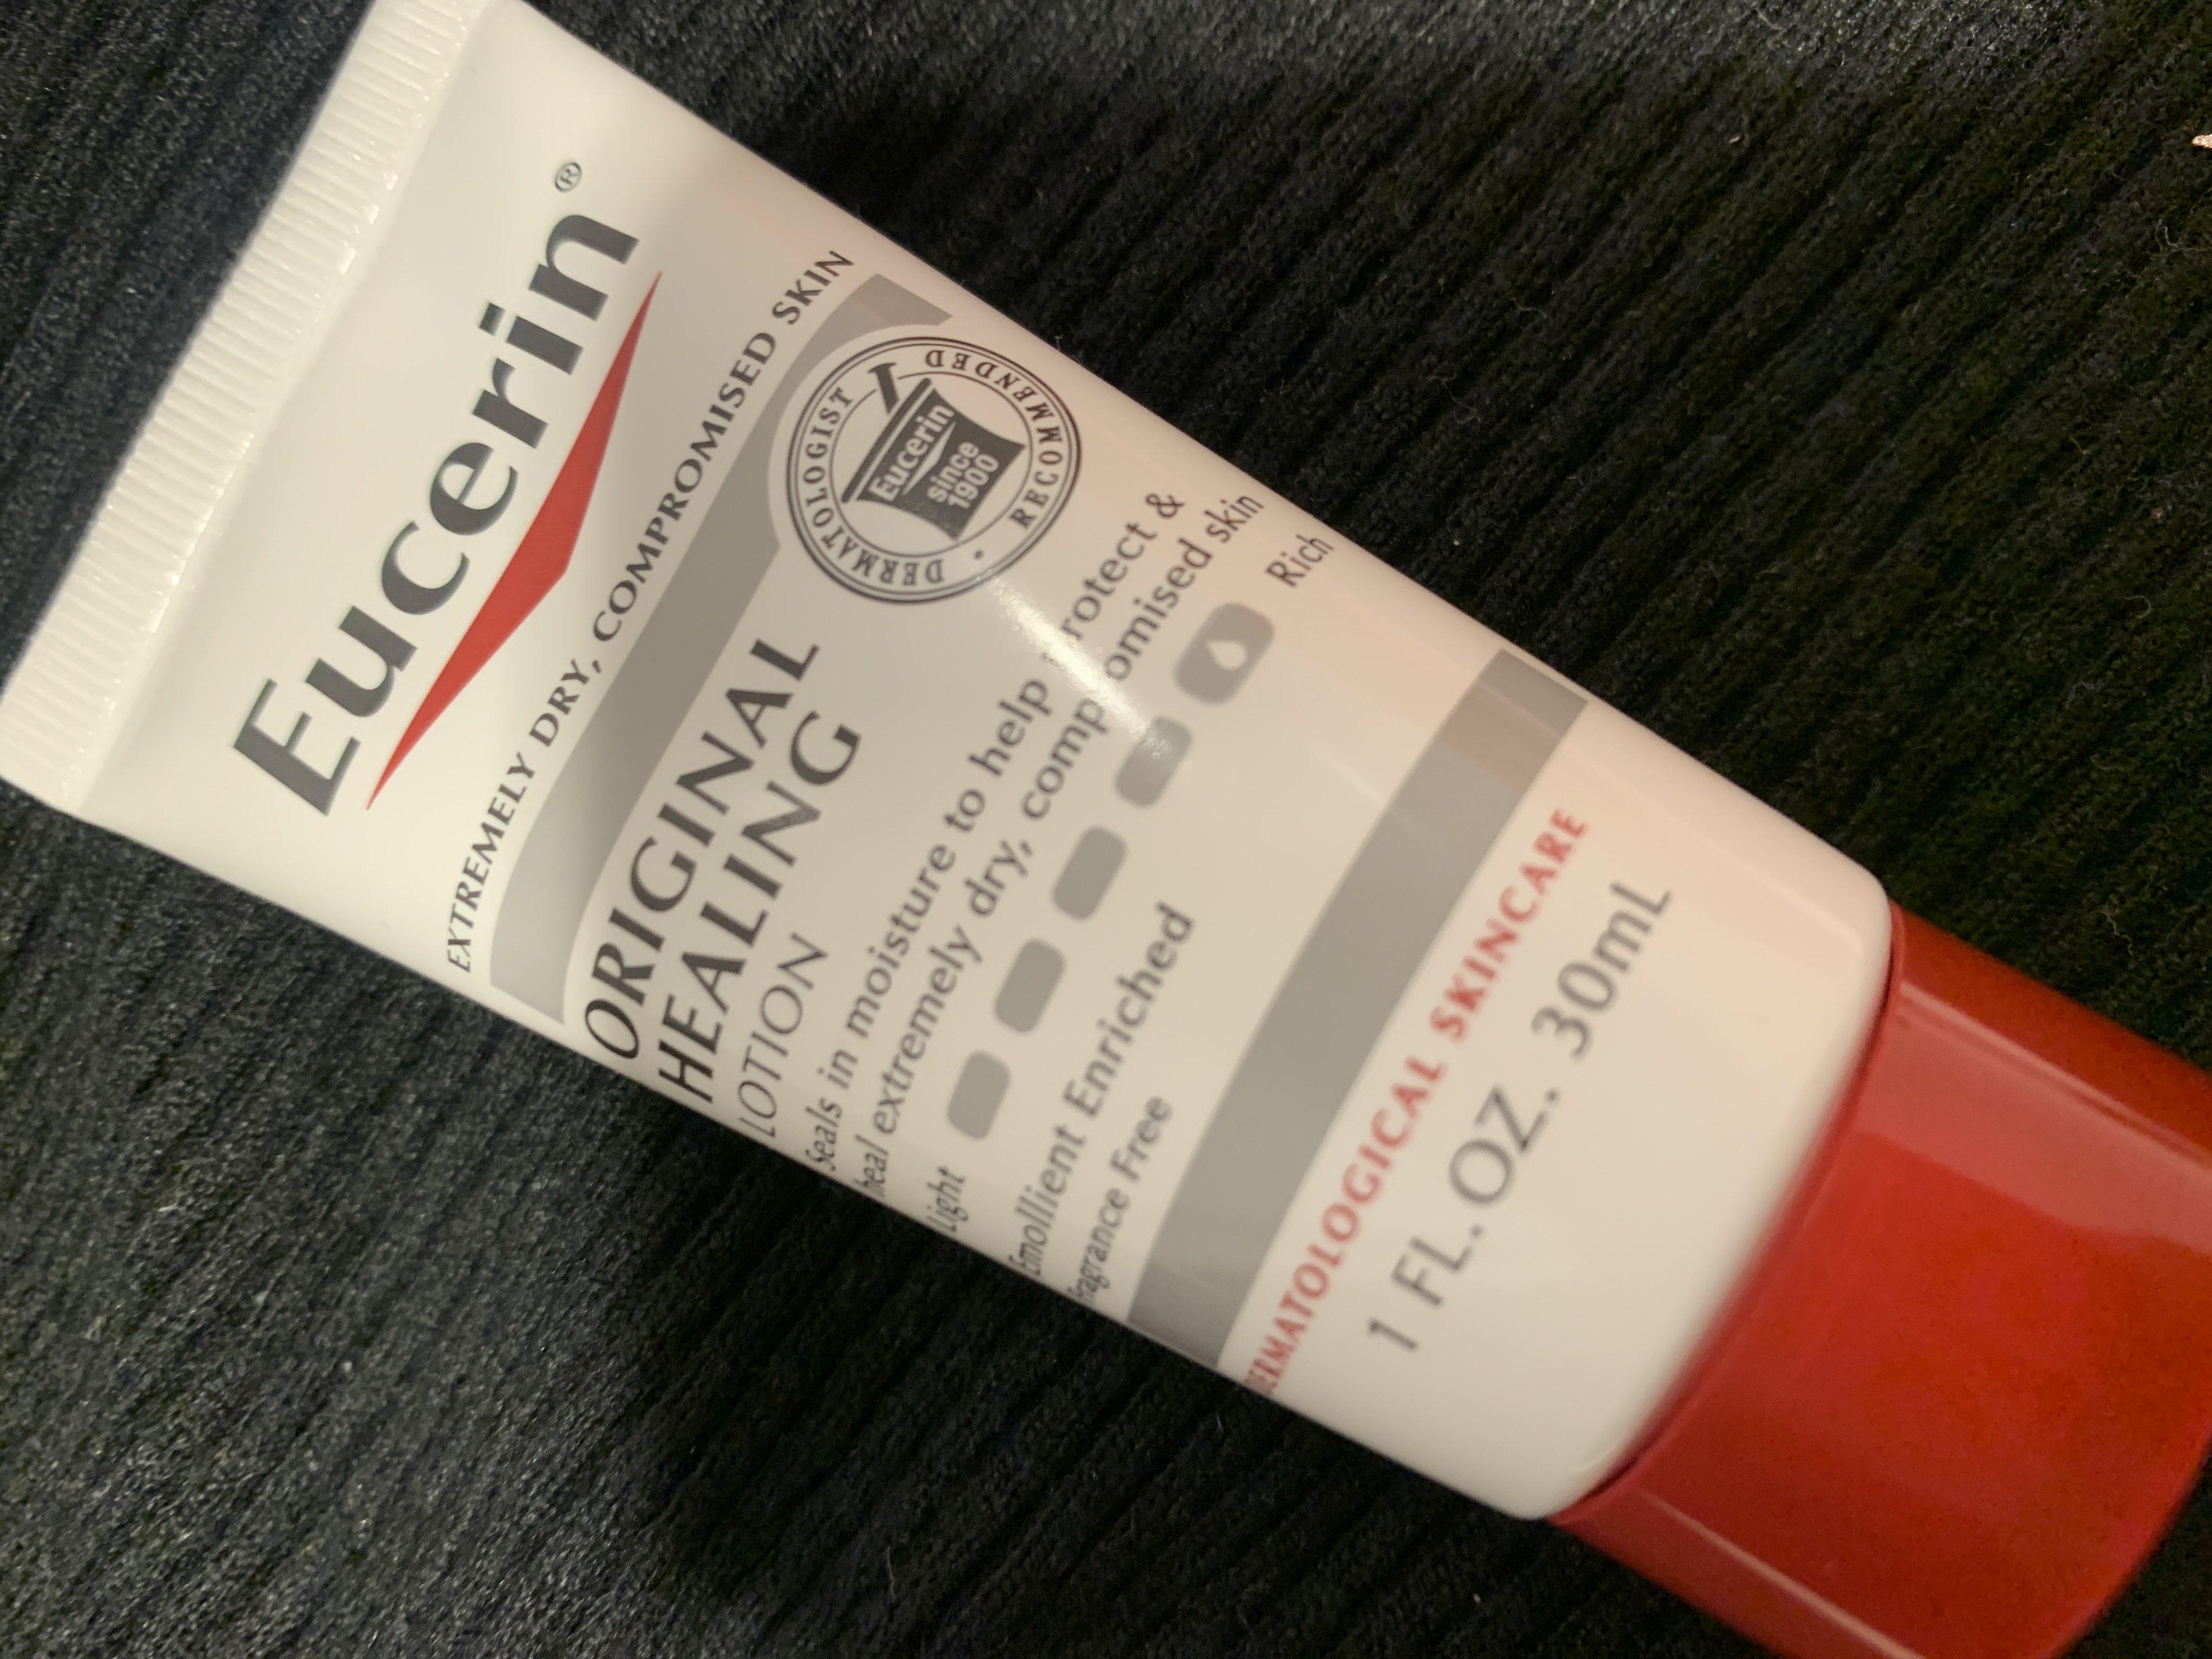 Eucerin®
EXTREMELY DRY, COMPROMISED SKIN
DERMATOLOGIST RECOMMENDED •
Eucerin
since
1900
ORIGINAL
HEALING
LOTION
Seals in moisture to help protect &
heal extremely dry, compromised skin
Light Rich
Emollient Enriched
Fragrance Free
DERMATOLOGICAL SKINCARE
1 FL. OZ. 30mL